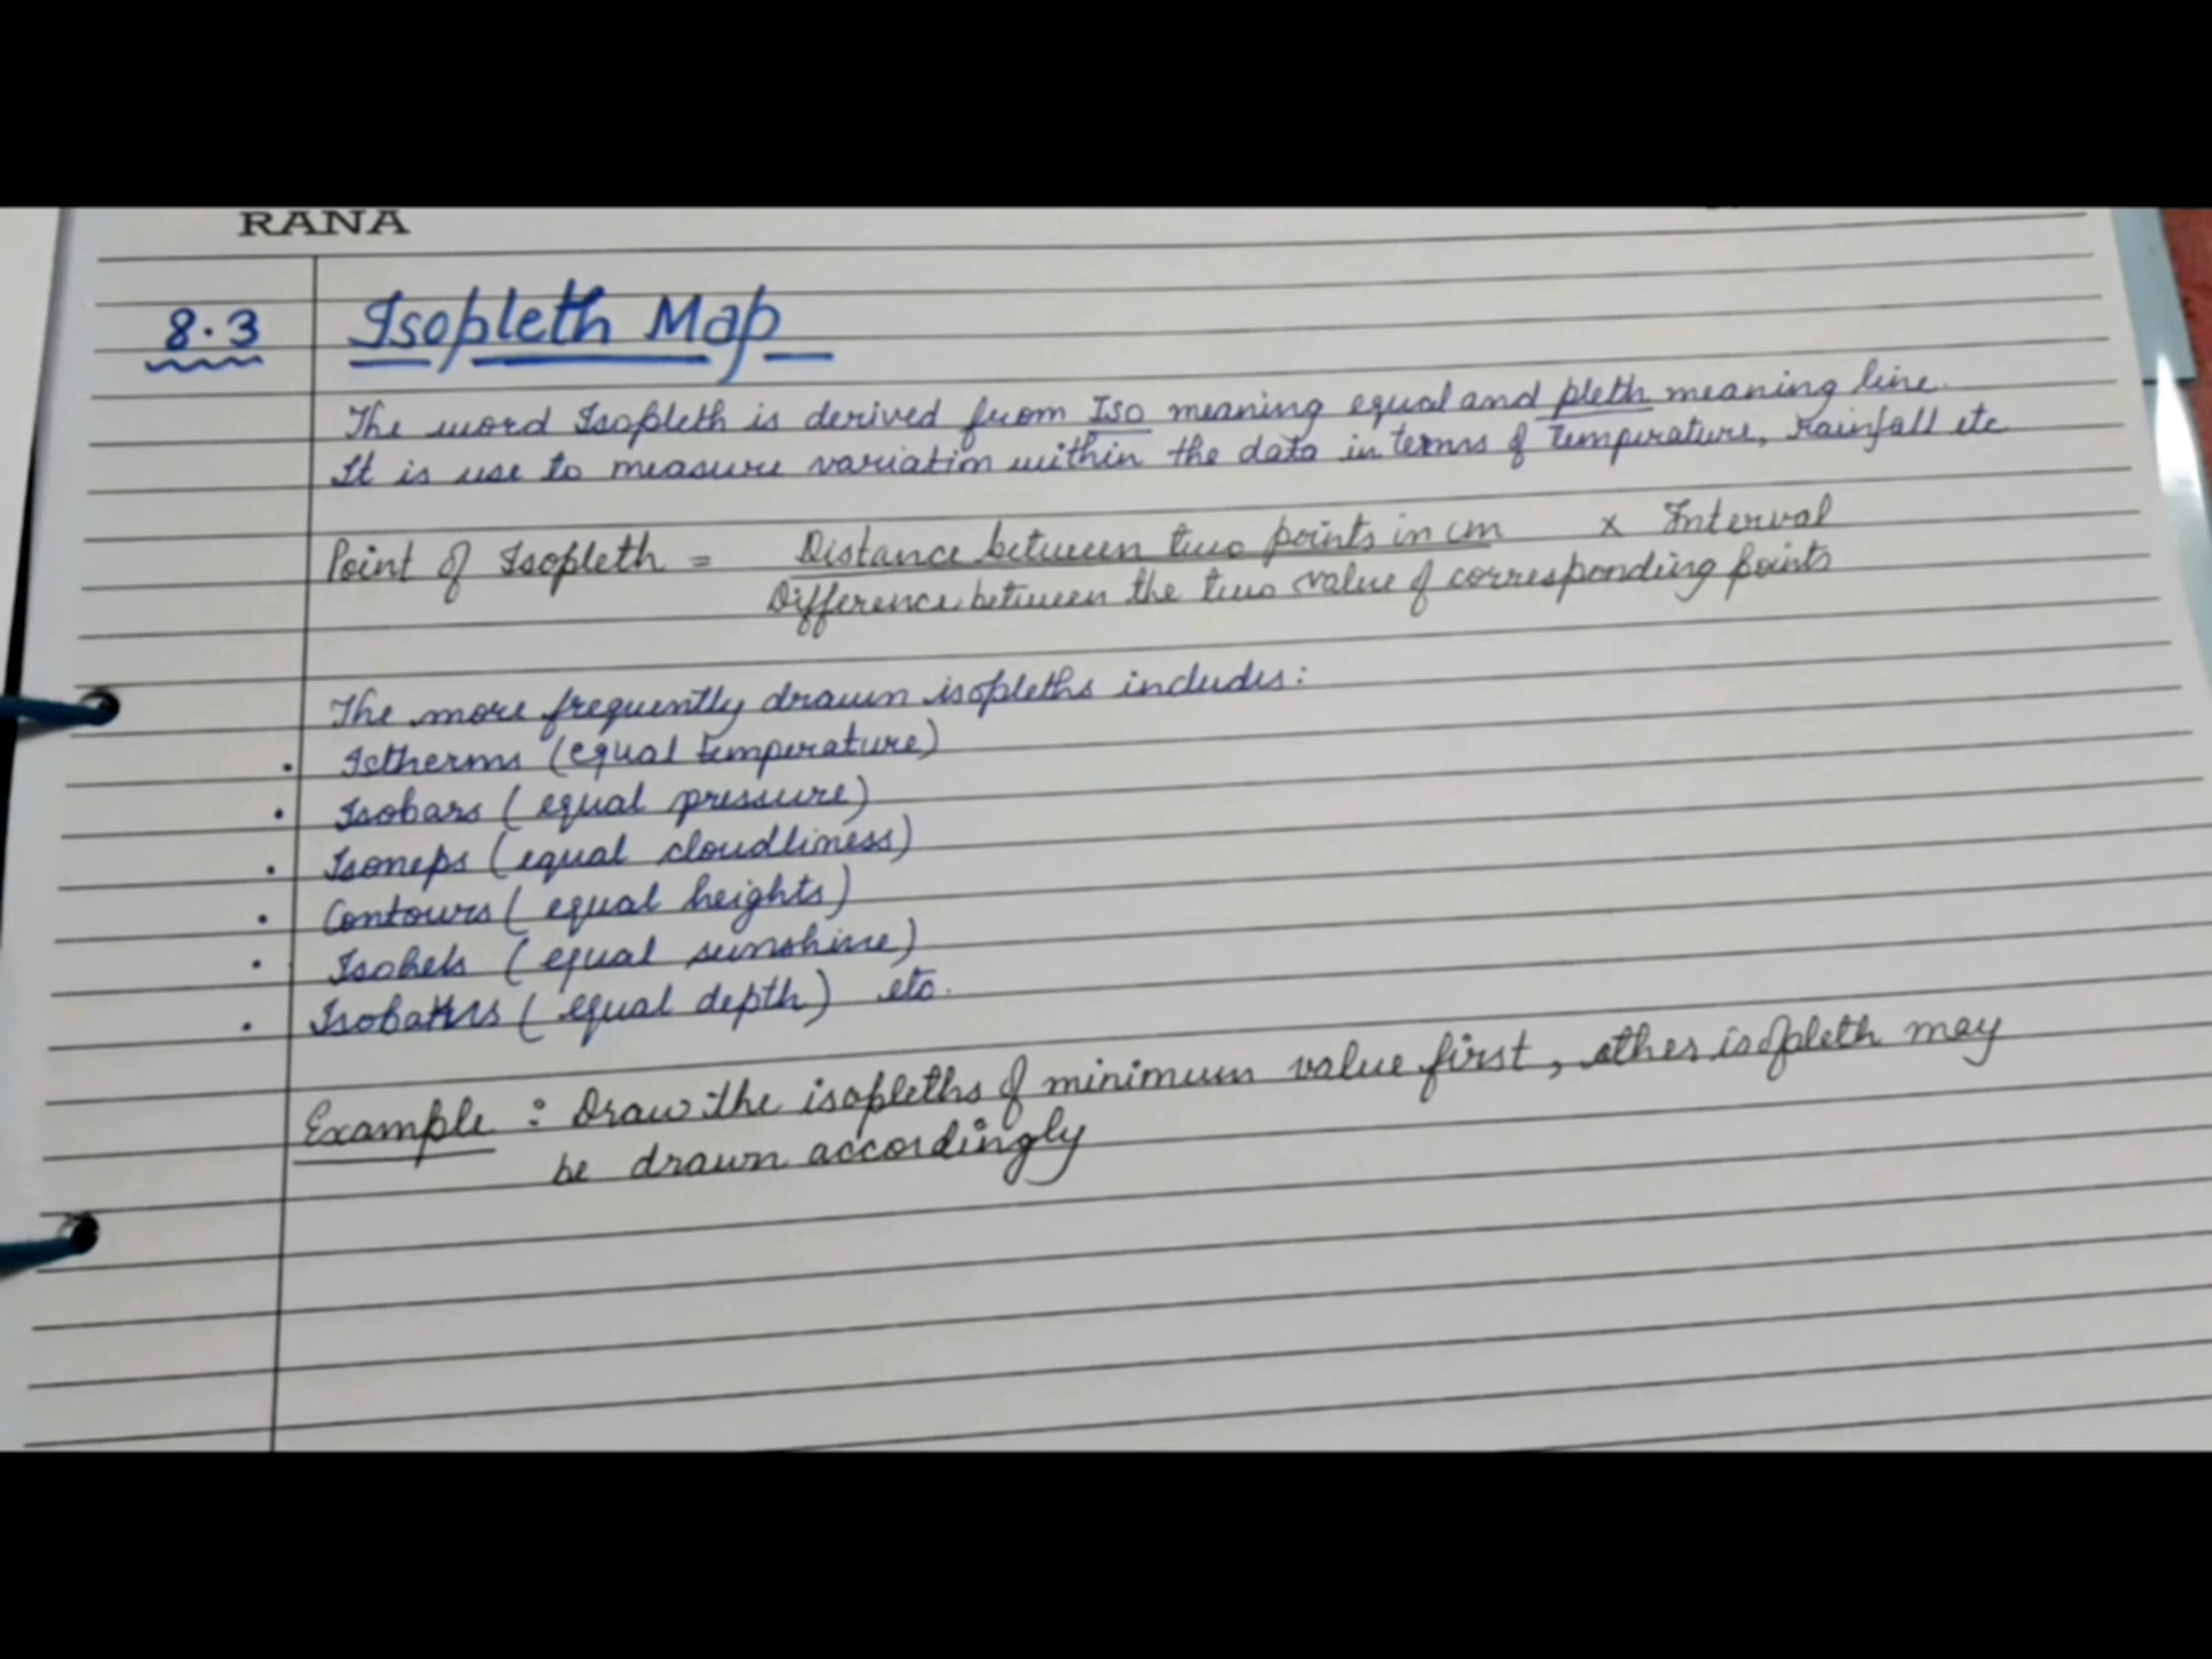 RANA
8.3 Isopleth Map
The word Isopleth is derived from Iso meaning equal and pleth meaning line.
It is use to measure variation within the data in terms of temperature, rainfall etc
Point of Isopleth = Distance between two points in cm x Interval
Difference between the two value of corresponding points
The more frequently drawn isopleths includes:
• Istherms (equal temperature)
• Isobars (equal pressure)
• Isoneps (equal cloudliness)
• Contours (equal heights)
• Isohels (equal sunshine)
• (equal depth) etc.
Example : Draw the isopleths of minimum value first, other isopleth may
be drawn accordingly